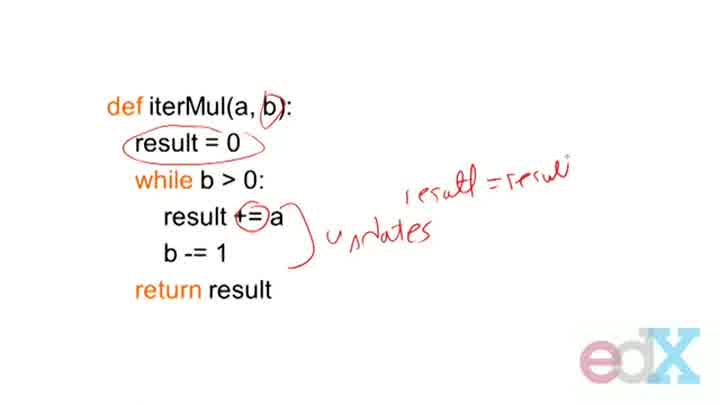 def iterMul(a, b):
result = 0
while b > 0:
result += a
b -= 1
return result
result = resul
updates
edX